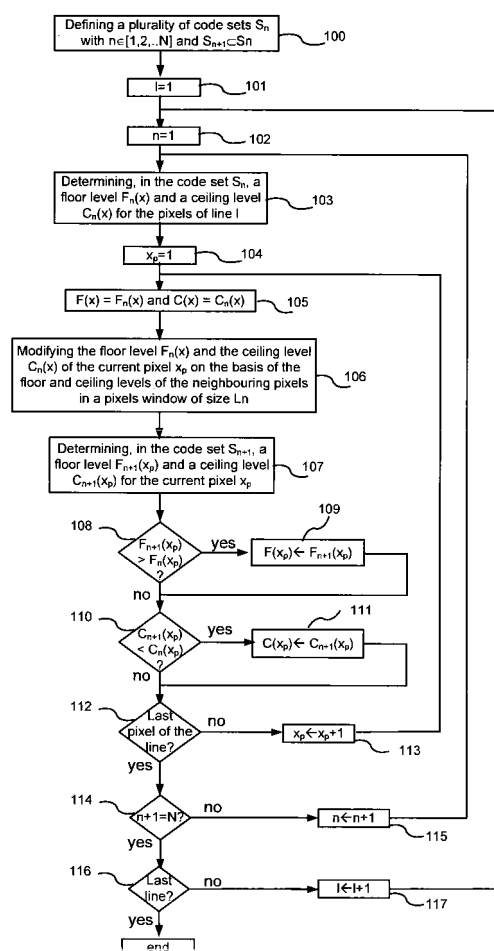 Defining a plurality of code sets Sn
with n∈[1,2,..N] and Sn+1⊂Sn
100
l=1
101
n=1
102
Determining, in the code set Sn, a
floor level Fn(x) and a ceiling level
Cn(x) for the pixels of line l
103
xp=1
104
F(x) = Fn(x) and C(x) = Cn(x)
105
Modifying the floor level Fn(x) and the ceiling level
Cn(x) of the current pixel xp on the basis of the
floor and ceiling levels of the neighbouring pixels
in a pixels window of size Ln
106
Determining, in the code set Sn+1, a
floor level Fn+1(xp) and a ceiling level
Cn+1(xp) for the current pixel xp
107
108
Fn+1(xp)
> Fn(xp)
?
yes
109
F(xp)← Fn+1(xp)
no
110
Cn+1(xp)
< Cn(xp)
?
yes
111
C(xp)← Cn+1(xp)
no
112
Last
pixel of the
line?
no
xp←xp+1
113
yes
114
n+1=N?
no
n←n+1
115
yes
116
Last
line?
no
l←l+1
117
yes
end